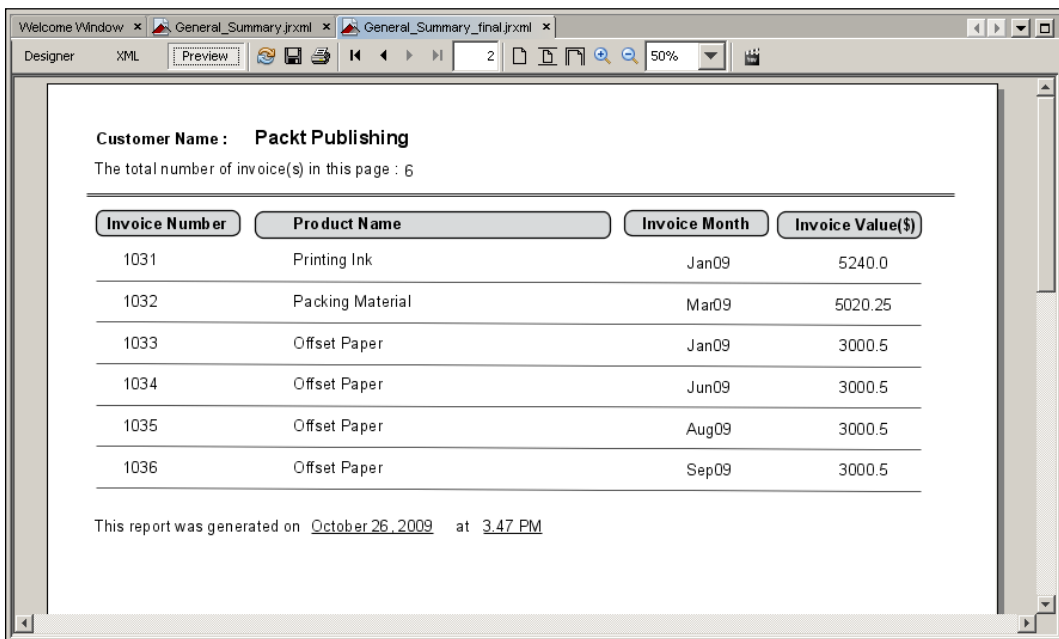 Welcome Window × General_Summary.jrxml × General_Summary_final.jrxml ×
Designer XML Preview 2 50%
Customer Name : Packt Publishing
The total number of invoice(s) in this page : 6
Invoice Number Product Name Invoice Month Invoice Value($)
1031 Printing Ink Jan09 5240.0
1032 Packing Material Mar09 5020.25
1033 Offset Paper Jan09 3000.5
1034 Offset Paper Jun09 3000.5
1035 Offset Paper Aug09 3000.5
1036 Offset Paper Sep09 3000.5
This report was generated on October 26, 2009 at 3.47 PM